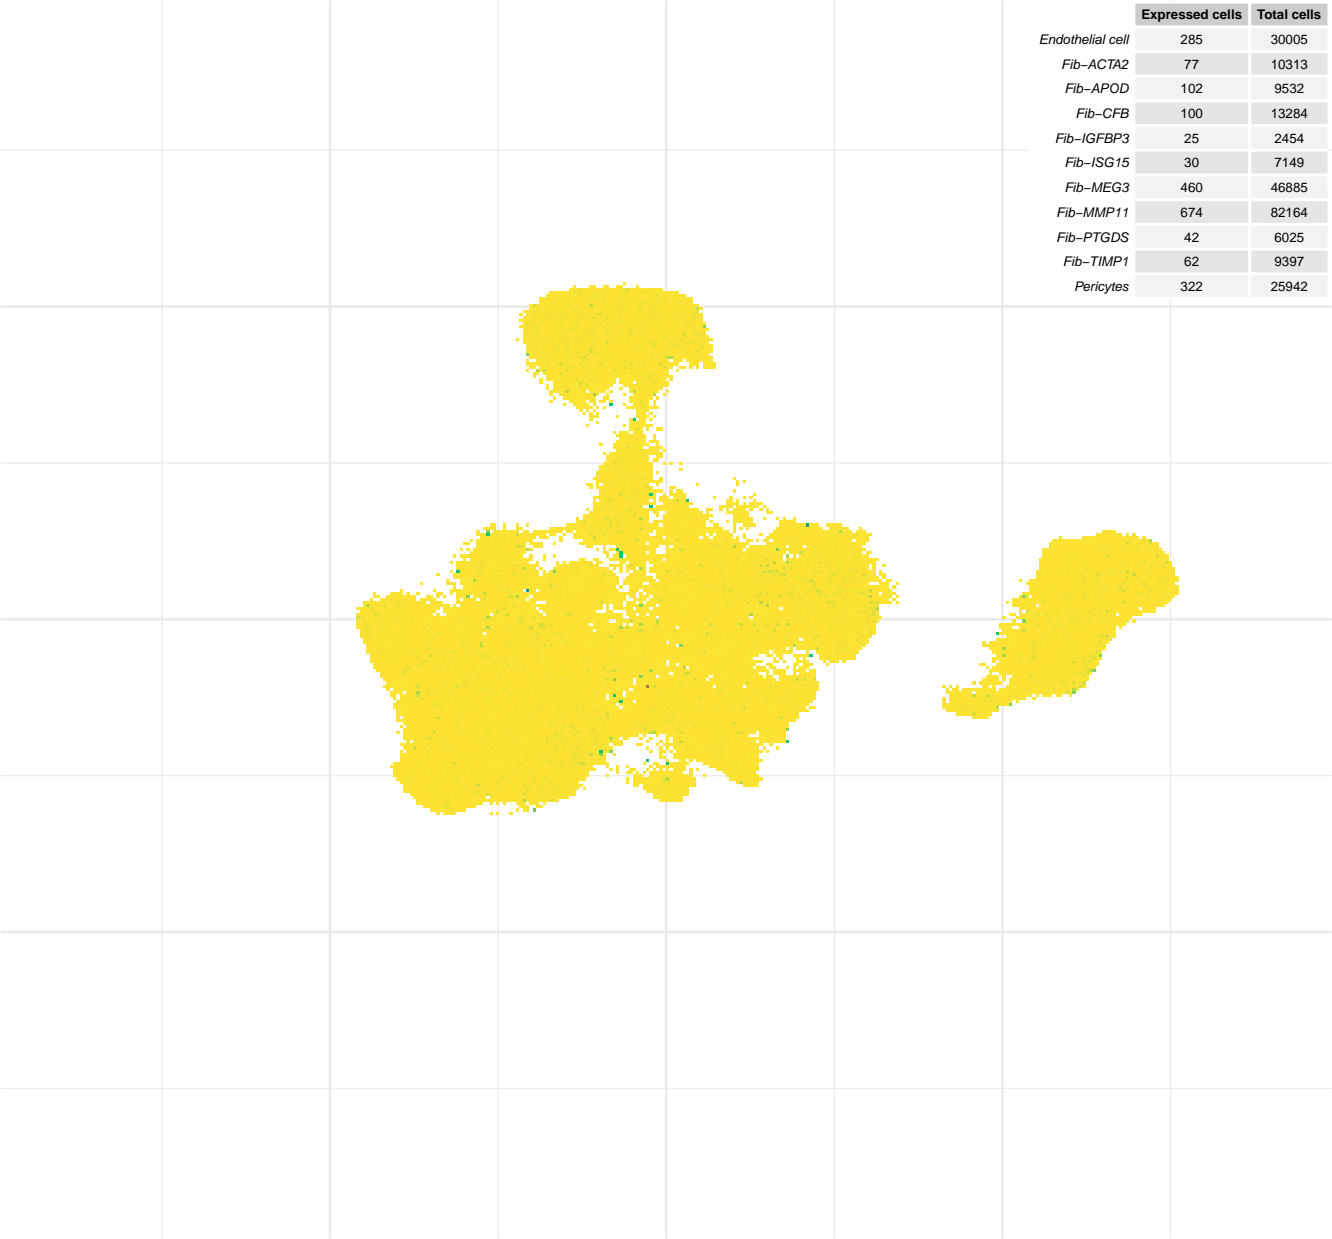 Expressed cells Total cells
Endothelial cell 285 30005
Fib−ACTA2 77 10313
Fib−APOD 102 9532
Fib−CFB 100 13284
Fib−IGFBP3 25 2454
Fib−ISG15 30 7149
Fib−MEG3 460 46885
Fib−MMP11 674 82164
Fib−PTGDS 42 6025
Fib−TIMP1 62 9397
Pericytes 322 25942